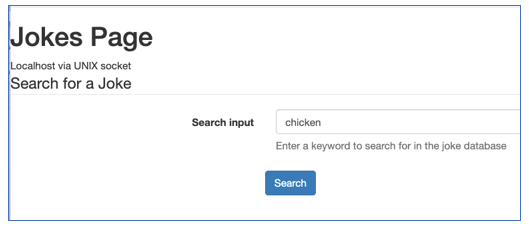 Jokes Page
Localhost via UNIX socket
Search for a Joke
Search input
chicken
Enter a keyword to search for in the joke database
Search